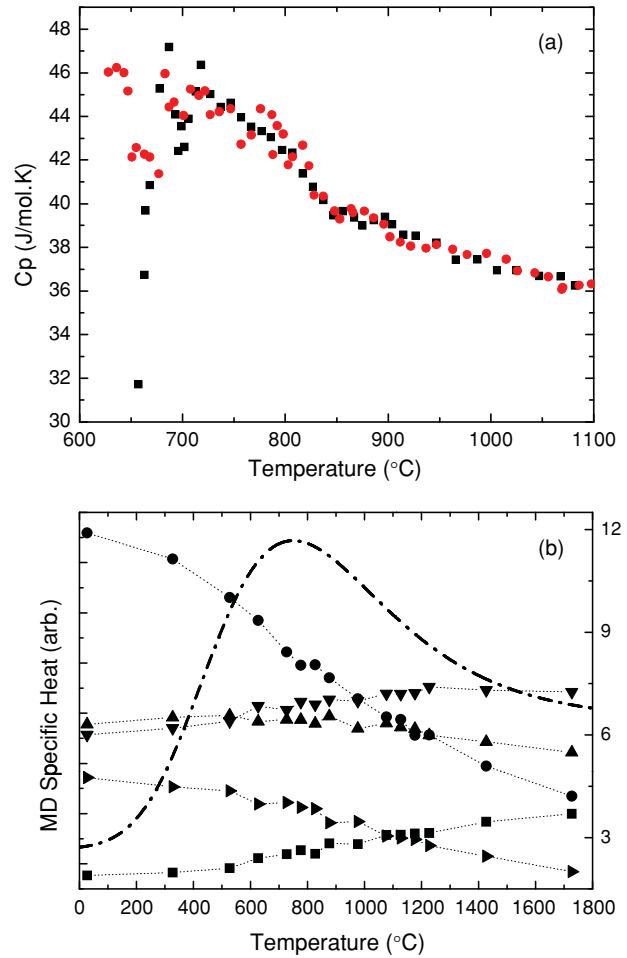 48
46
44
42
40
38
36
34
32
30
Cp (J/mol.K)
(a)
600 700 800 900 1000 1100
Temperature (°C)
MD Specific Heat (arb.)
(b)
12
9
6
3
0 200 400 600 800 1000 1200 1400 1600 1800
Temperature (°C)